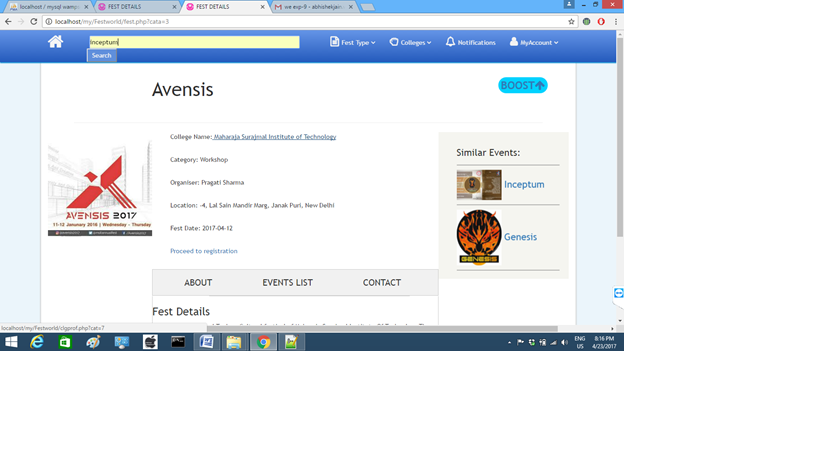 localhost / mysql wamp
FEST DETAILS
FEST DETAILS
we exp-9 - abhishekjain
localhost/my/Festworld/fest.php?cata=3
Inceptum
Search
Fest Type
Colleges
Notifications
MyAccount
Avensis
BOOST
College Name: Maharaja Surajmal Institute of Technology
Category: Workshop
Organiser: Pragati Sharma
Location: -4, Lal Sain Mandir Marg, Janak Puri, New Delhi
Fest Date: 2017-04-12
Proceed to registration
AVENSIS 2017
11-12 January 2018 | Wednesday - Thursday
Similar Events:
Inceptum
GENESIS
Genesis
ABOUT EVENTS LIST CONTACT
Fest Details
localhost/my/Festworld/clgprof.php?cat=7
ENG
US
8:16 PM
4/23/2017